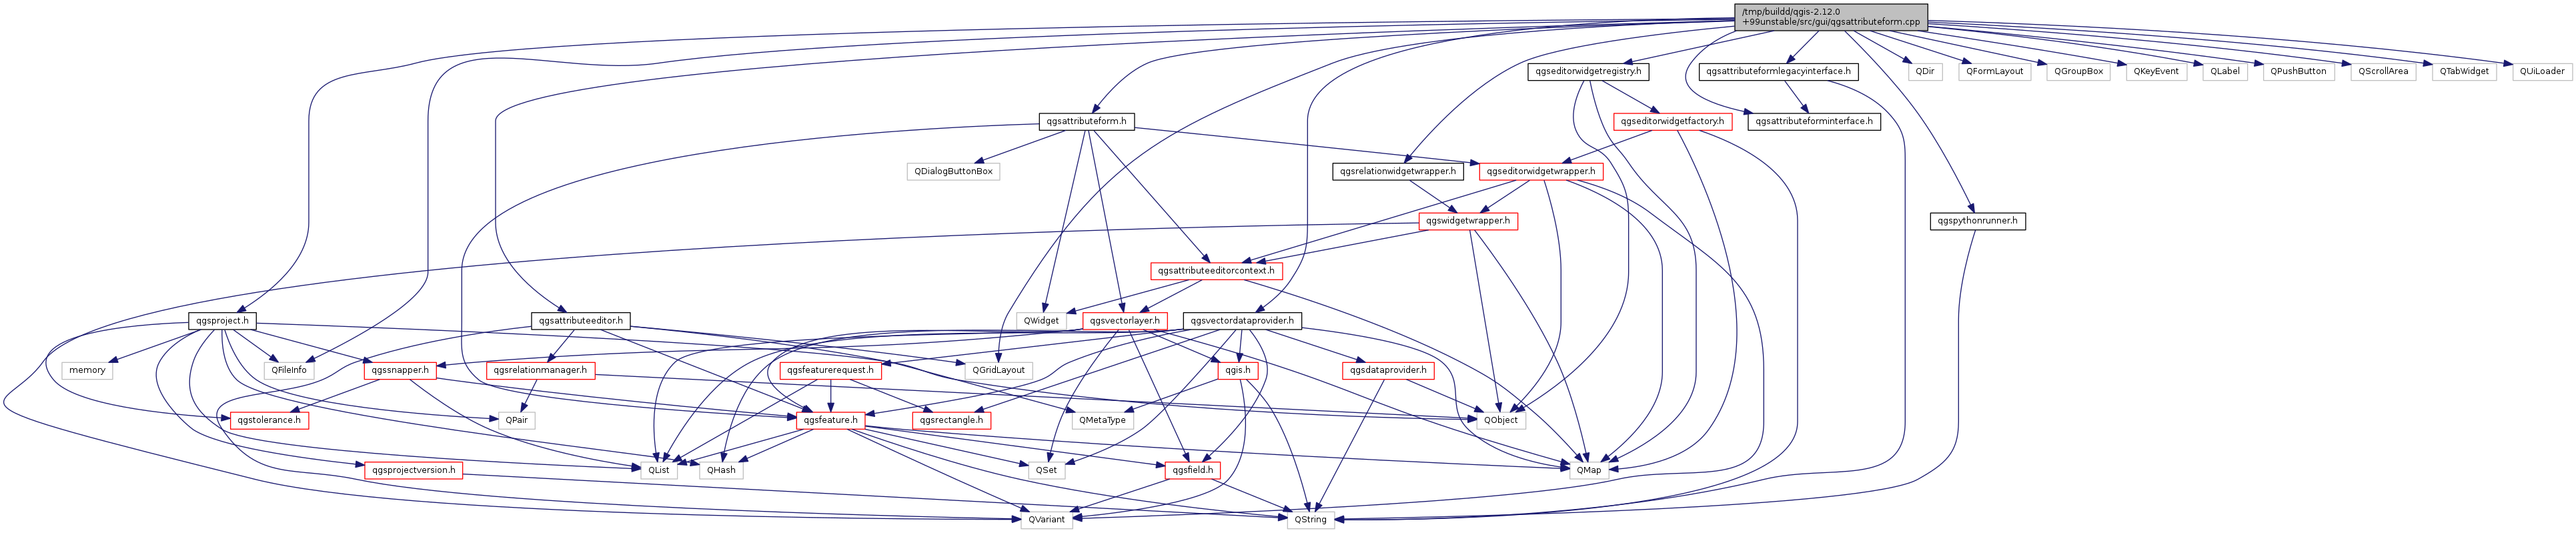 /tmp/buildd/qgis-2.12.0
+99unstable/src/gui/qgsattributeform.cpp
qgseditorwidgetregistry.h
qgsattributeformlegacyinterface.h
QDir
QFormLayout
QGroupBox
QKeyEvent
QLabel
QPushButton
QScrollArea
QTabWidget
QUiLoader
qgsattributeform.h
qgseditorwidgetfactory.h
qgsattributeforminterface.h
QDialogButtonBox
qgsrelationwidgetwrapper.h
qgseditorwidgetwrapper.h
qgswidgetwrapper.h
qgspythonrunner.h
qgsattributeeditorcontext.h
qgsproject.h
qgsattributeeditor.h
QWidget
qgsvectorlayer.h
qgsvectordataprovider.h
memory
QFileInfo
qgssnapper.h
qgsrelationmanager.h
qgsfeaturerequest.h
QGridLayout
qgis.h
qgsdataprovider.h
qgstolerance.h
QPair
qgsfeature.h
qgsrectangle.h
QMetaType
QObject
qgsprojectversion.h
QList
QHash
QSet
qgsfield.h
QMap
QVariant
QString